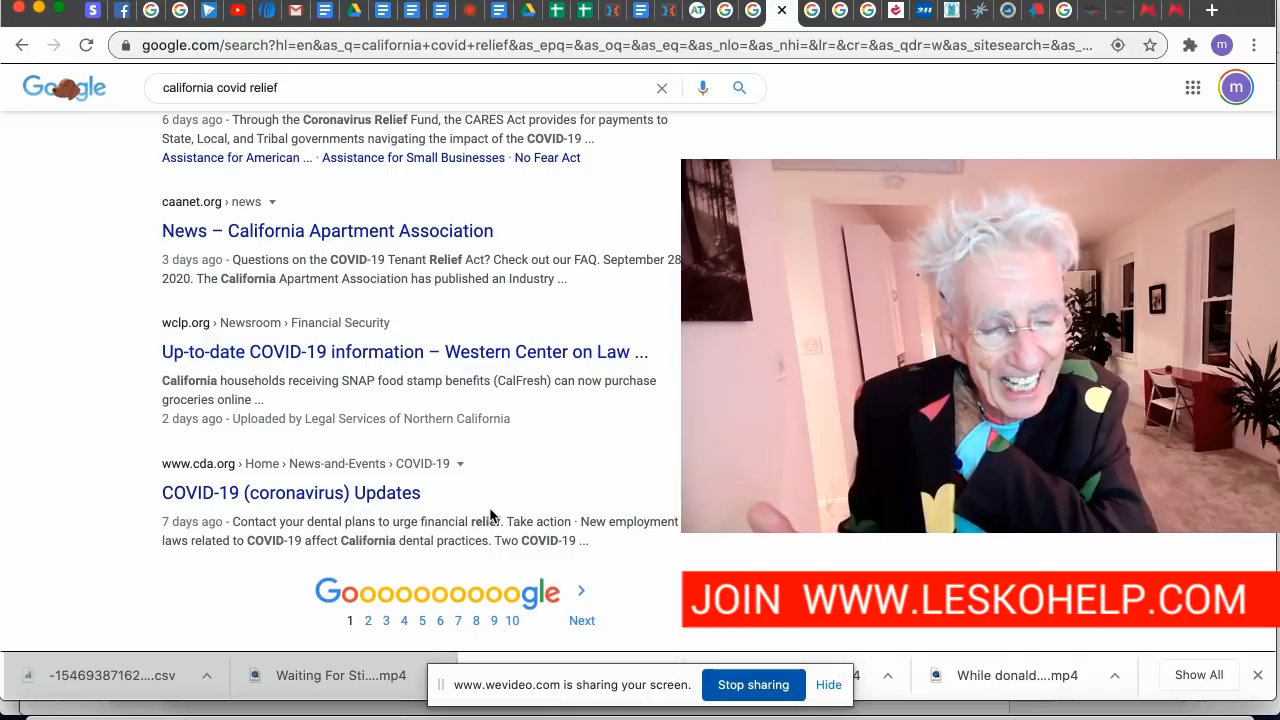 google.com/search?hl=en&as_q=california+covid+relief&as_epq=&as_oq=&as_eq=&as_nlo=&as_nhi=&lr=&cr=&as_qdr=w&as_sitesearch=&as_...
m
Google
california covid relief
m
6 days ago - Through the Coronavirus Relief Fund, the CARES Act provides for payments to
State, Local, and Tribal governments navigating the impact of the COVID-19 ...
Assistance for American ... · Assistance for Small Businesses · No Fear Act
caanet.org › news
News – California Apartment Association
3 days ago - Questions on the COVID-19 Tenant Relief Act? Check out our FAQ. September 28
2020. The California Apartment Association has published an Industry ...
wclp.org › Newsroom › Financial Security
Up-to-date COVID-19 information – Western Center on Law ...
California households receiving SNAP food stamp benefits (CalFresh) can now purchase
groceries online ...
2 days ago - Uploaded by Legal Services of Northern California
www.cda.org › Home › News-and-Events › COVID-19
COVID-19 (coronavirus) Updates
7 days ago - Contact your dental plans to urge financial relief. Take action · New employment
laws related to COVID-19 affect California dental practices. Two COVID-19 ...
Goooooooooogle
1 2 3 4 5 6 7 8 9 10 Next
JOIN WWW.LESKOHELP.COM
-15469387162....csv
Waiting For Sti....mp4
www.wevideo.com is sharing your screen.
Stop sharing
Hide
4
While donald....mp4
Show All